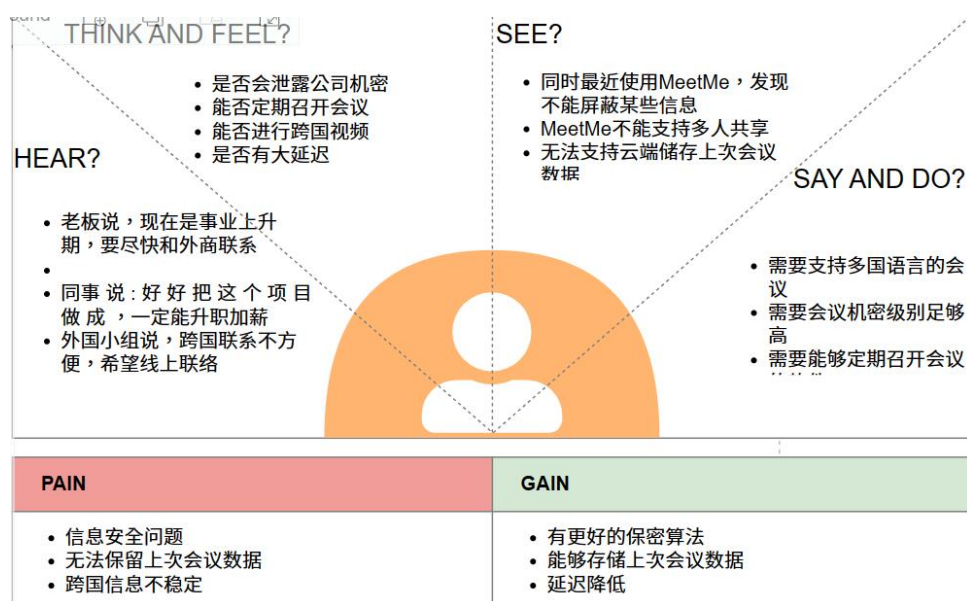 THINK AND FEEL?
是否会泄露公司机密
能否定期召开会议
能否进行跨国视频
是否有大延迟
SEE?
同时最近使用MeetMe，发现
不能屏蔽某些信息
MeetMe不能支持多人共享
无法支持云端储存上次会议
数据
HEAR?
老板说，现在是事业上升
期，要尽快和外商联系
同事说:好好把这个项目
做成，一定能升职加薪
外国小组说，跨国联系不方
便，希望线上联络
SAY AND DO?
需要支持多国语言的会
议
需要会议机密级别足够
高
需要能够定期召开会议
PAIN
信息安全问题
无法保留上次会议数据
跨国信息不稳定
GAIN
有更好的保密算法
能够存储上次会议数据
延迟降低